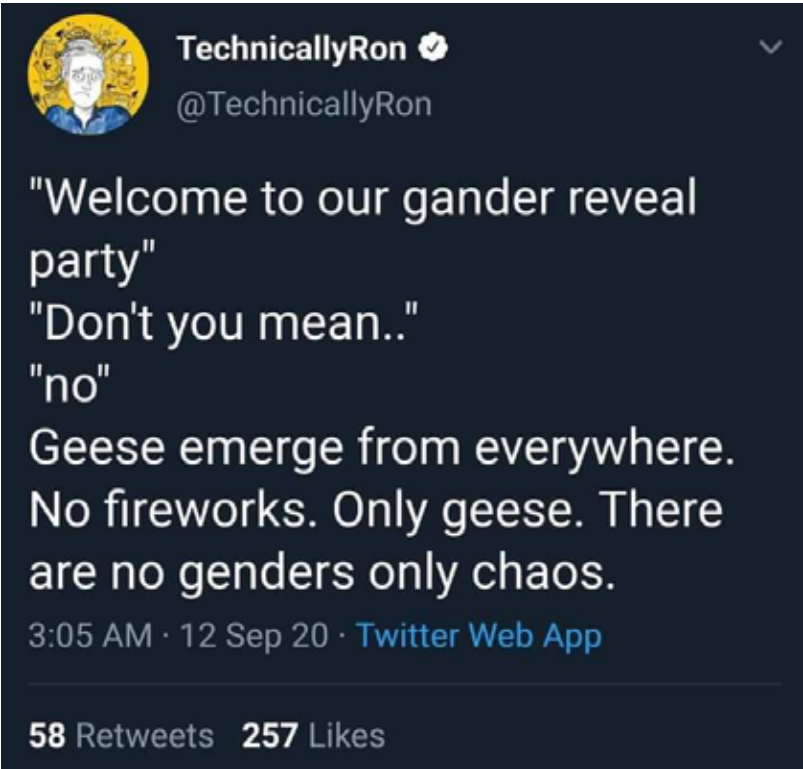 TechnicallyRon
@TechnicallyRon
"Welcome to our gander reveal
party"
"Don't you mean.."
"no"
Geese emerge from everywhere.
No fireworks. Only geese. There
are no genders only chaos.
3:05 AM · 12 Sep 20 · Twitter Web App
58 Retweets 257 Likes